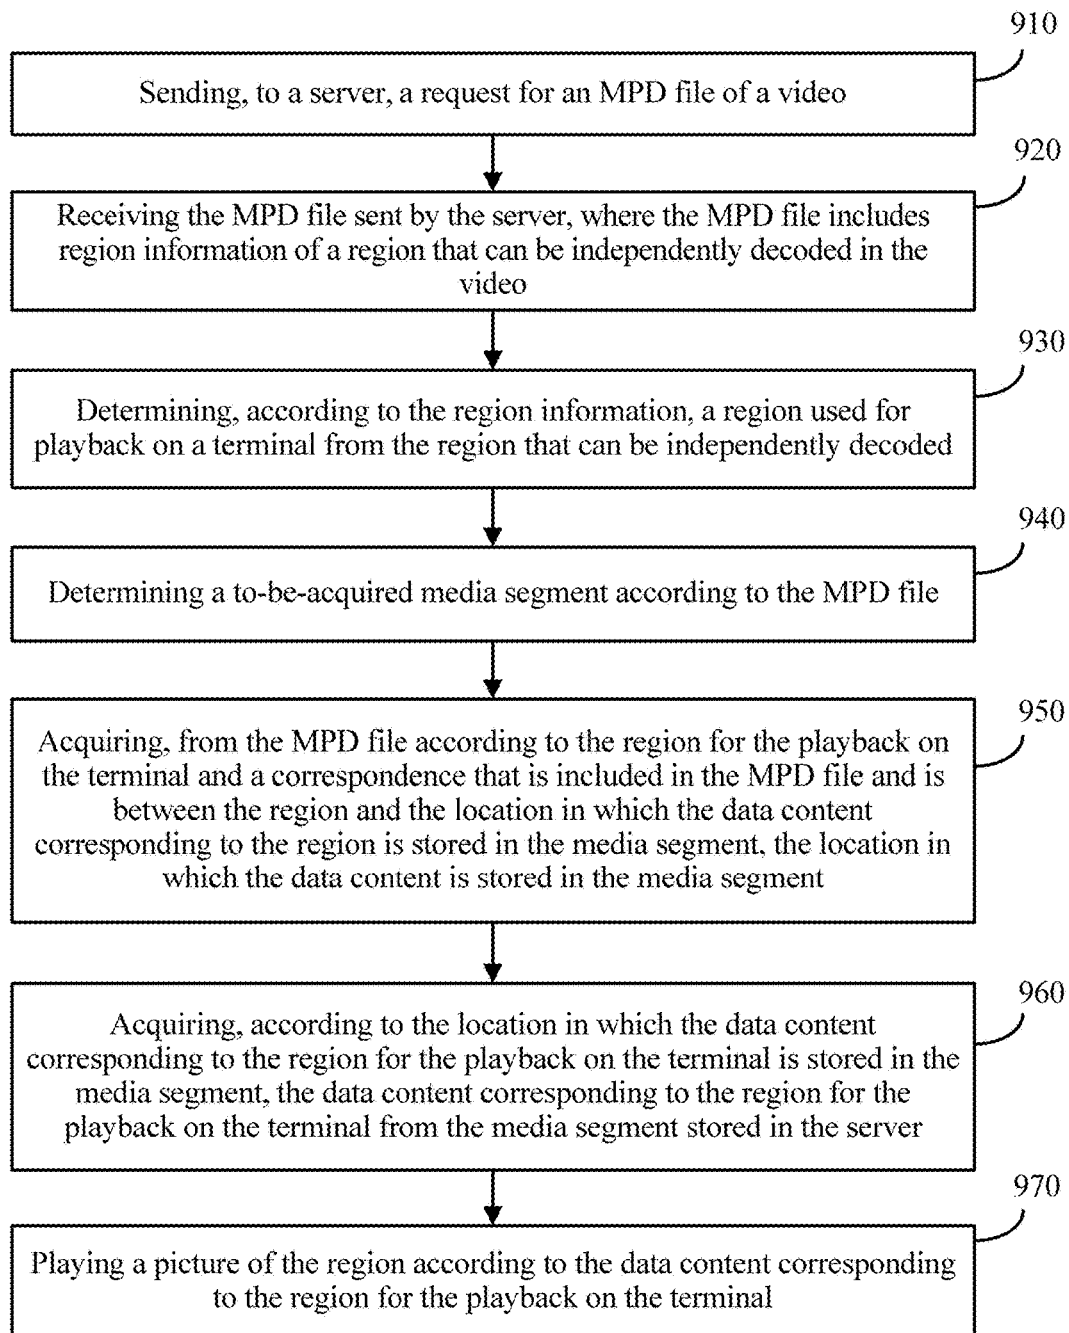 910
Sending, to a server, a request for an MPD file of a video
920
Receiving the MPD file sent by the server, where the MPD file includes
region information of a region that can be independently decoded in the
video
930
Determining, according to the region information, a region used for
playback on a terminal from the region that can be independently decoded
940
Determining a to-be-acquired media segment according to the MPD file
950
Acquiring, from the MPD file according to the region for the playback on
the terminal and a correspondence that is included in the MPD file and is
between the region and the location in which the data content
corresponding to the region is stored in the media segment, the location in
which the data content is stored in the media segment
960
Acquiring, according to the location in which the data content
corresponding to the region for the playback on the terminal is stored in the
media segment, the data content corresponding to the region for the
playback on the terminal from the media segment stored in the server
970
Playing a picture of the region according to the data content corresponding
to the region for the playback on the terminal